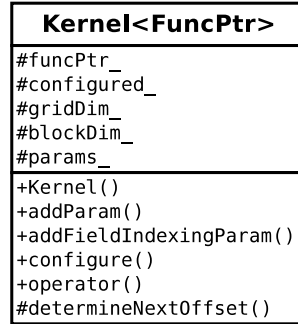 Kernel<FuncPtr>
#funcPtr_
#configured_
#gridDim_
#blockDim_
#params_
+Kernel()
+addParam()
+addFieldIndexingParam()
+configure()
+operator()
#determineNextOffset()